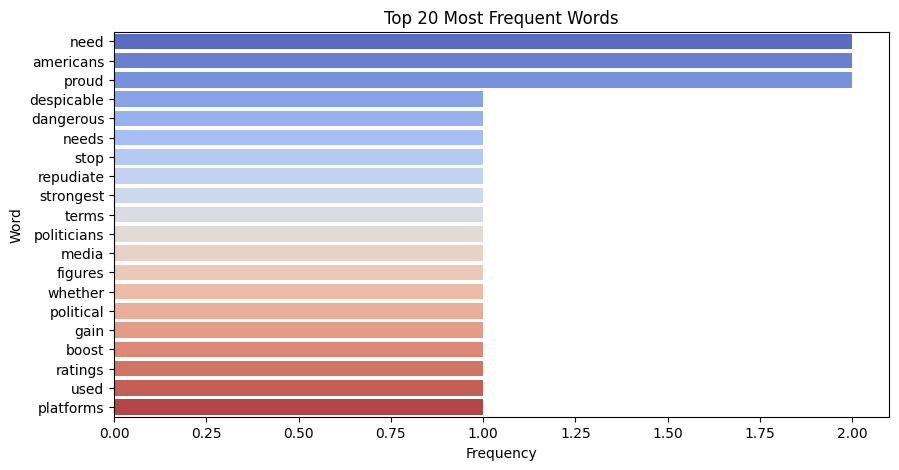 Top 20 Most Frequent Words
Word
need
americans
proud
despicable
dangerous
needs
stop
repudiate
strongest
terms
politicians
media
figures
whether
political
gain
boost
ratings
used
platforms
0.00 0.25 0.50 0.75 1.00 1.25 1.50 1.75 2.00
Frequency